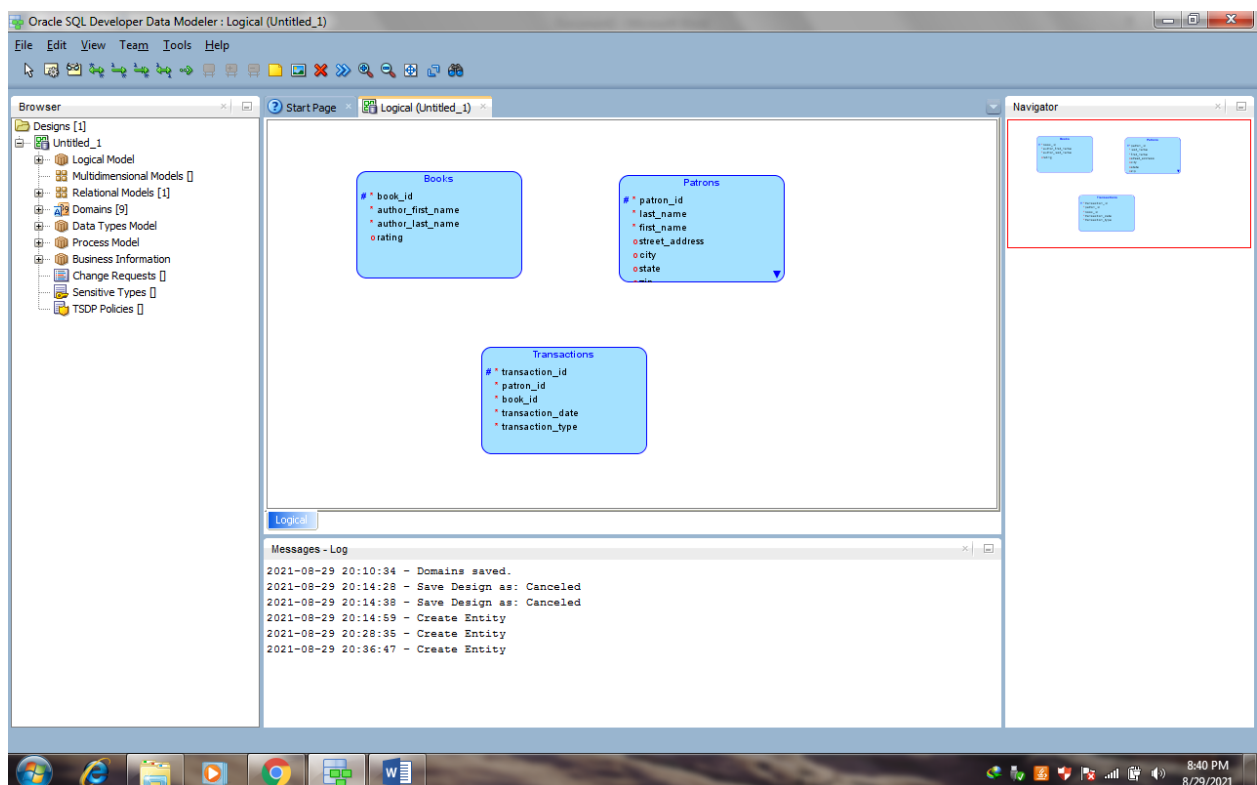 Oracle SQL Developer Data Modeler : Logical (Untitled_1)
File Edit View Team Tools Help
Browser
Designs [1]
Untitled_1
Logical Model
Multidimensional Models []
Relational Models [1]
Domains [9]
Data Types Model
Process Model
Business Information
Change Requests []
Sensitive Types []
TSDP Policies []
Start Page
Logical (Untitled_1)
Books
# * book_id
* author_first_name
* author_last_name
o rating
Patrons
# * patron_id
* last_name
* first_name
o street_address
o city
o state
Transactions
# * transaction_id
* patron_id
* book_id
* transaction_date
* transaction_type
Logical
Messages - Log
2021-08-29 20:10:34 - Domains saved.
2021-08-29 20:14:28 - Save Design as: Canceled
2021-08-29 20:14:38 - Save Design as: Canceled
2021-08-29 20:14:59 - Create Entity
2021-08-29 20:28:35 - Create Entity
2021-08-29 20:36:47 - Create Entity
Navigator
8:40 PM
8/29/2021